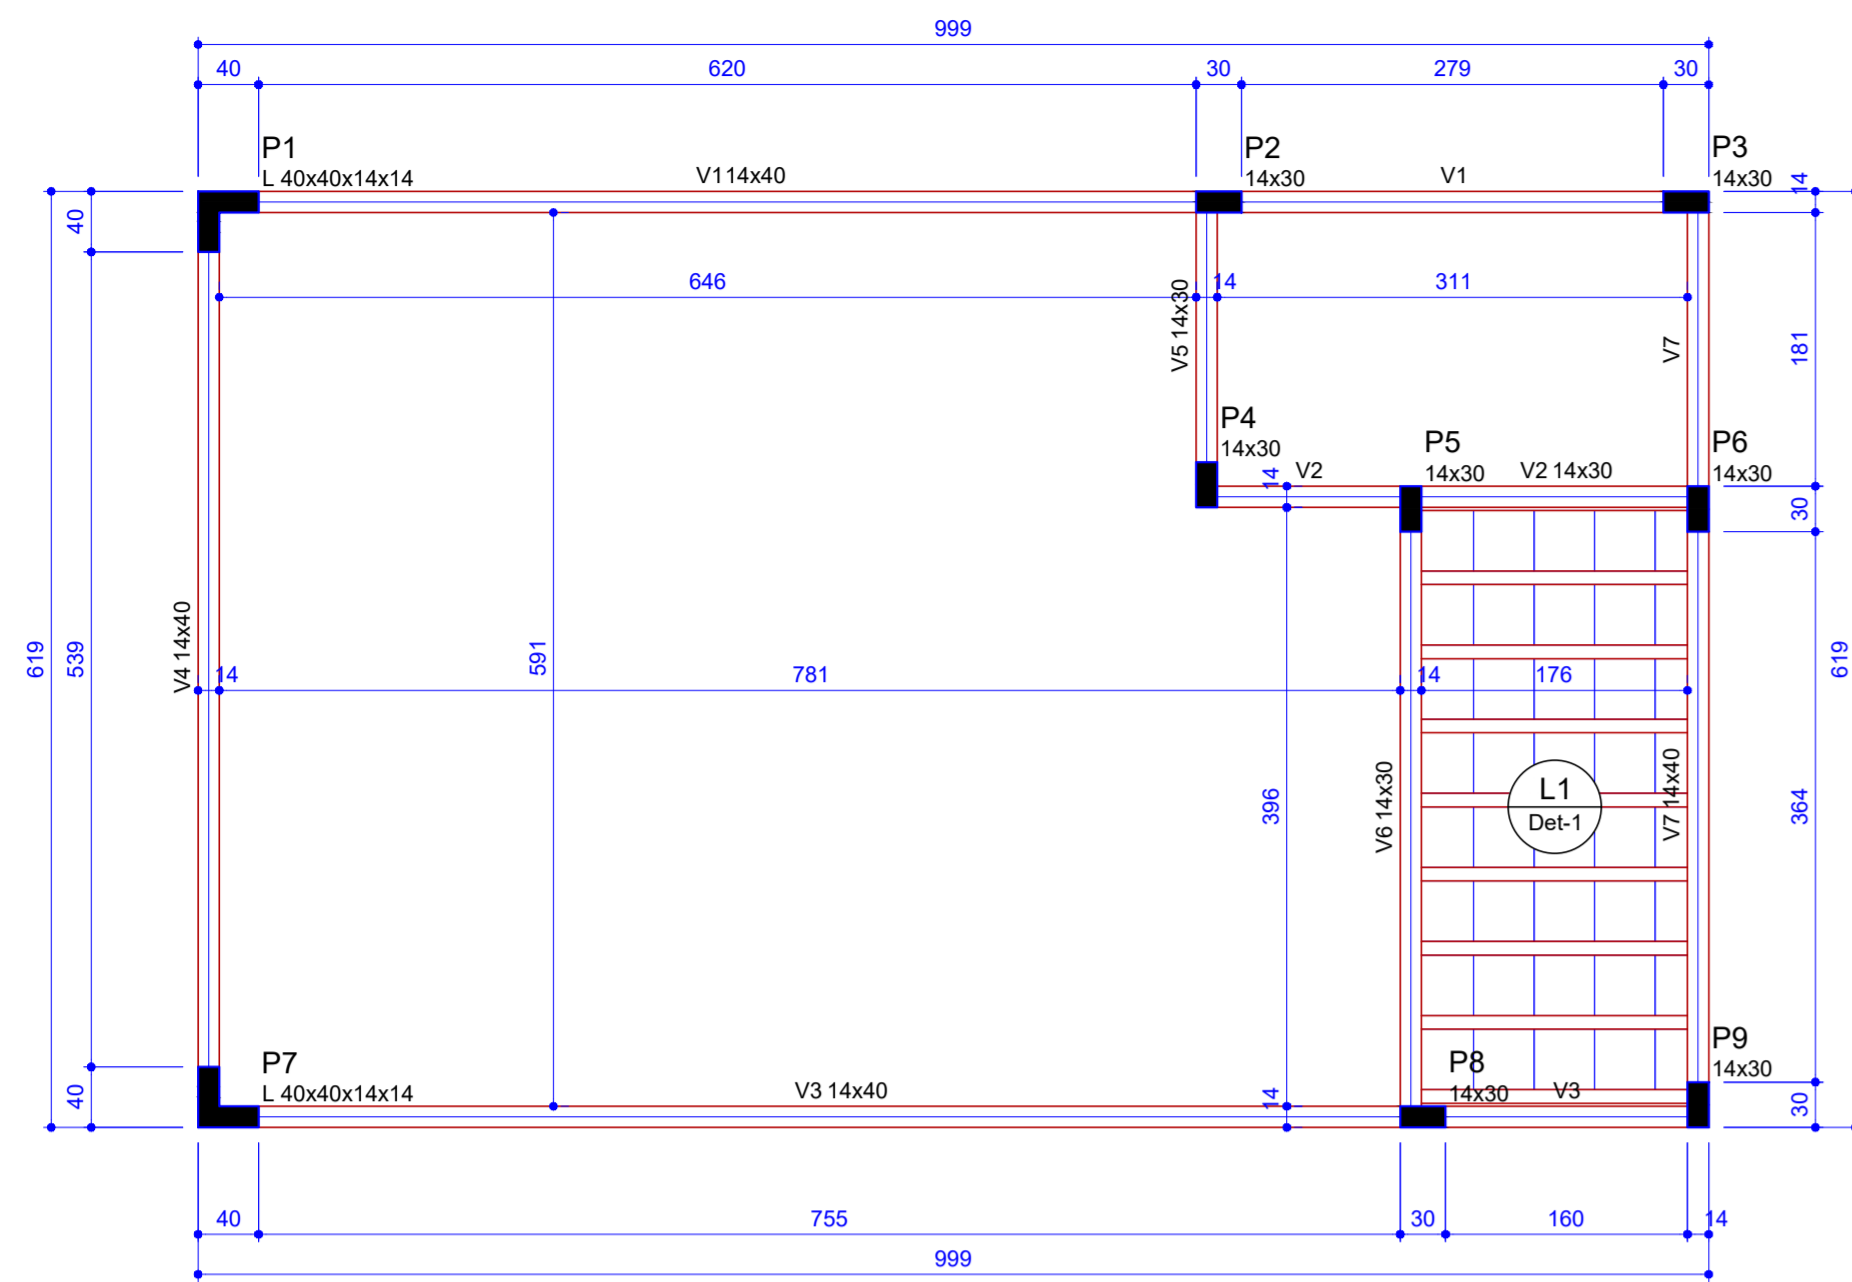 999
40
620
30
279
30
P1
L 40x40x14x14
V1 14x40
P2
14x30
V1
P3
14x30
14
40
646
14
311
V5 14x30
V7
181
P4
14x30
V2
14
P5
14x30
V2 14x30
P6
14x30
30
V4 14x40
619
539
591
14
781
14
176
619
396
V6 14x30
L1
Det-1
V7 14x40
364
P7
L 40x40x14x14
V3 14x40
14
P8
14x30
V3
P9
14x30
30
40
40
755
30
160
14
999